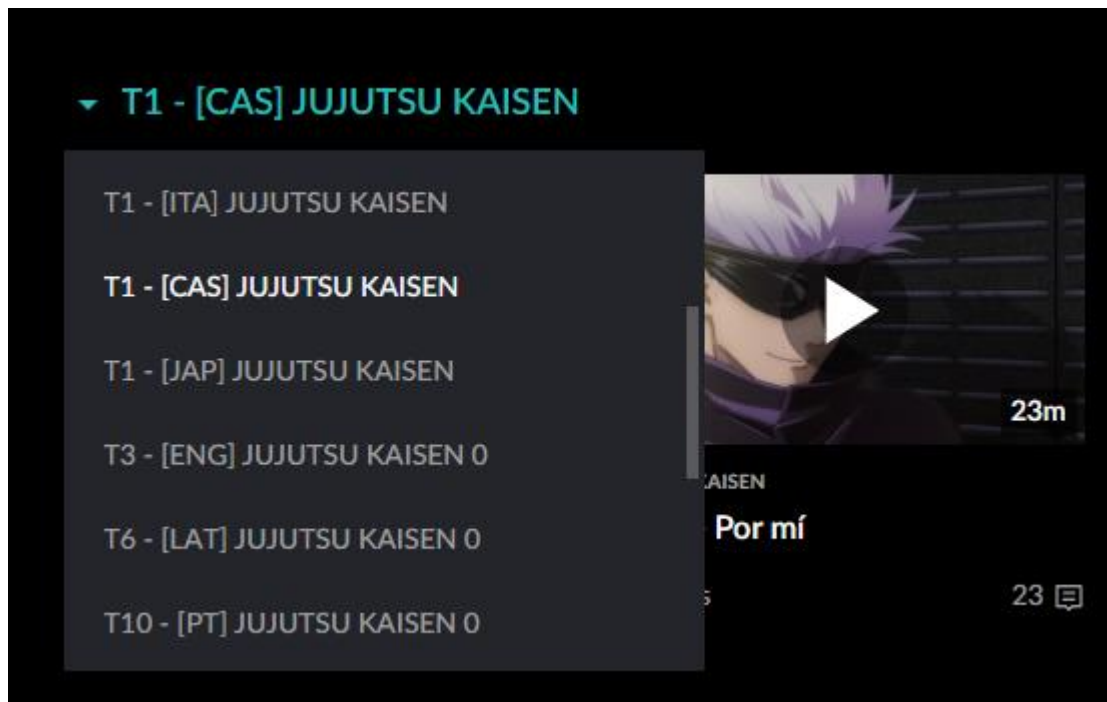 T1 - [CAS] JUJUTSU KAISEN
T1 - [ITA] JUJUTSU KAISEN
T1 - [CAS] JUJUTSU KAISEN
T1 - [JAP] JUJUTSU KAISEN
T3 - [ENG] JUJUTSU KAISEN 0
T6 - [LAT] JUJUTSU KAISEN 0
T10 - [PT] JUJUTSU KAISEN 0
23m
KAISEN
Por mí
23